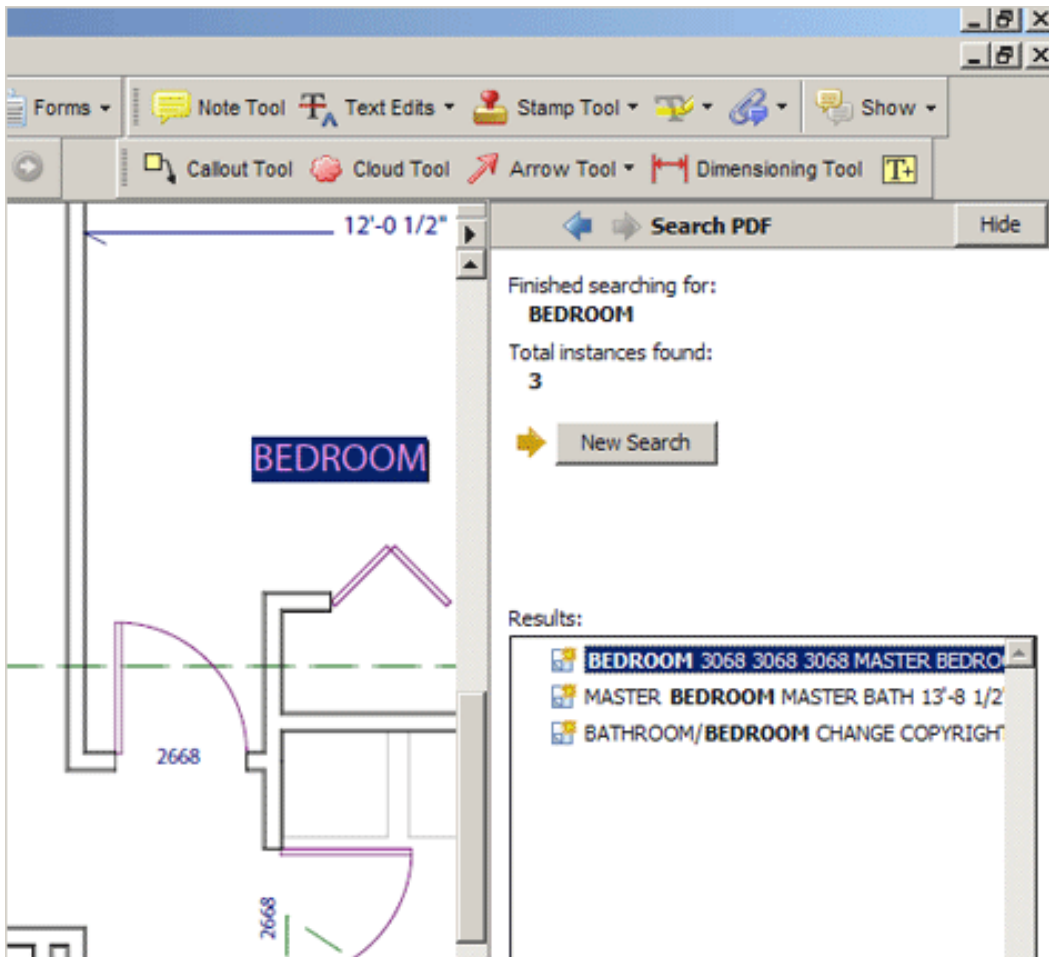 Forms Note Tool Text Edits Stamp Tool Show
Callout Tool Cloud Tool Arrow Tool Dimensioning Tool T+
12'-0 1/2"
Search PDF Hide
Finished searching for:
BEDROOM
Total instances found:
3
New Search
BEDROOM
Results:
BEDROOM 3068 3068 3068 MASTER BEDRO
MASTER BEDROOM MASTER BATH 13'-8 1/2'
BATHROOM/BEDROOM CHANGE COPYRIGHT
2668
2668